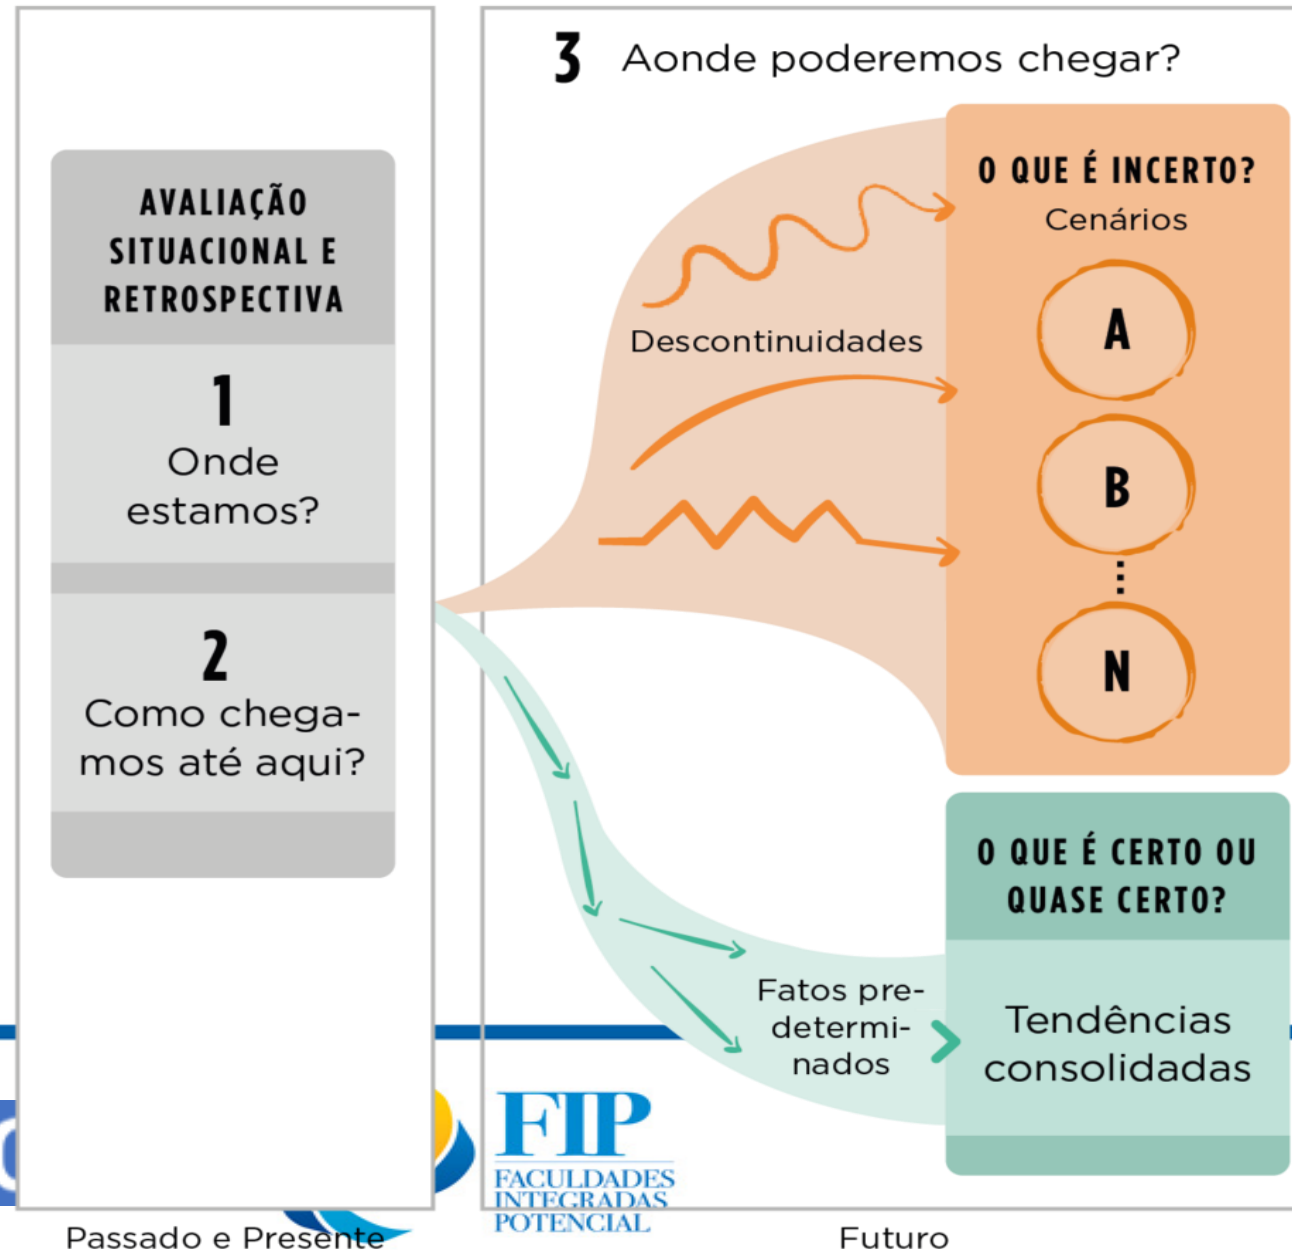 AVALIAÇÃO
SITUACIONAL E
RETROSPECTIVA
1
Onde
estamos?
2
Como chega-
mos até aqui?
Passado e Presente
3 Aonde poderemos chegar?
Descontinuidades
O QUE É INCERTO?
Cenários
A
B
N
Fatos pre-
determi-
nados
O QUE É CERTO OU
QUASE CERTO?
Tendências
consolidadas
FIP
FACULDADES
INTEGRADAS
POTENCIAL
Futuro